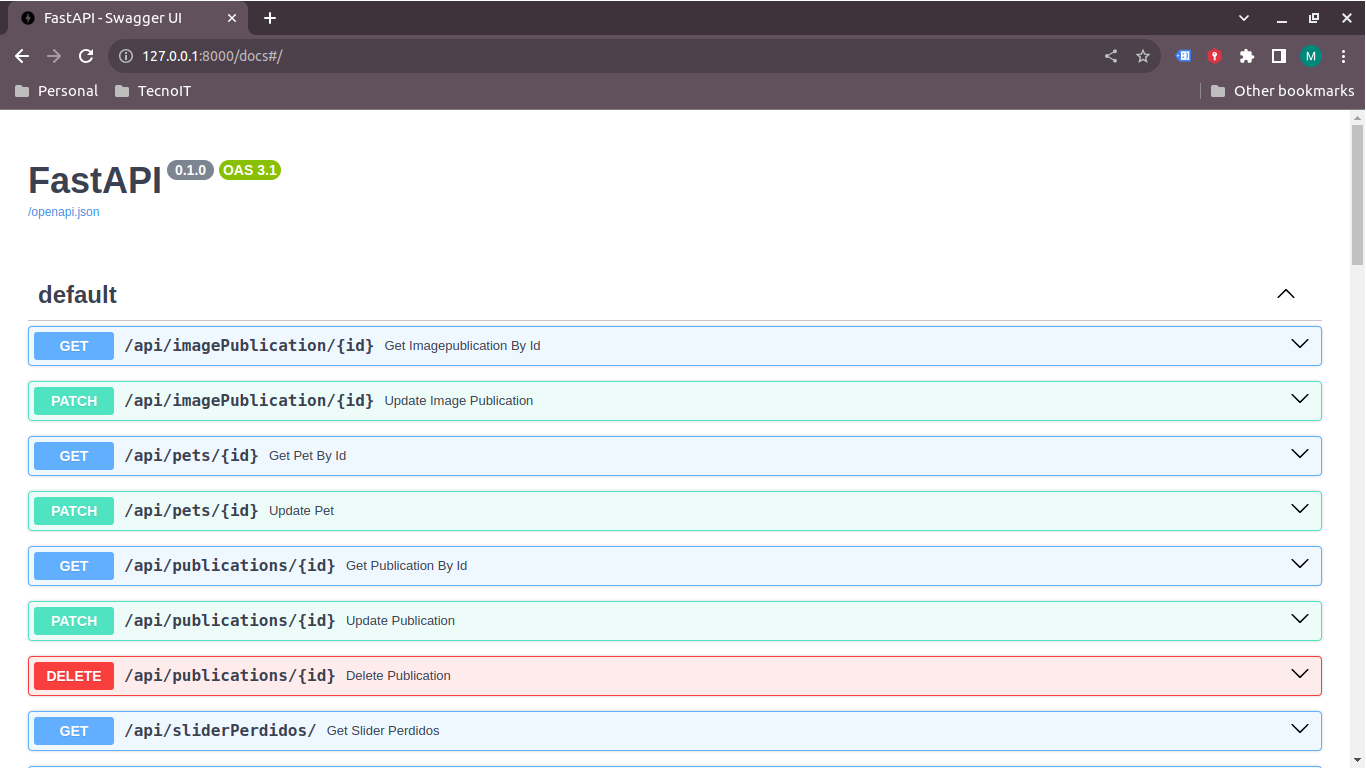 FastAPI - Swagger UI
127.0.0.1:8000/docs#/
M
Personal TecnoIT Other bookmarks
FastAPI 0.1.0 OAS 3.1
/openapi.json
default
GET /api/imagePublication/{id} Get Imagepublication By Id
PATCH /api/imagePublication/{id} Update Image Publication
GET /api/pets/{id} Get Pet By Id
PATCH /api/pets/{id} Update Pet
GET /api/publications/{id} Get Publication By Id
PATCH /api/publications/{id} Update Publication
DELETE /api/publications/{id} Delete Publication
GET /api/sliderPerdidos/ Get Slider Perdidos